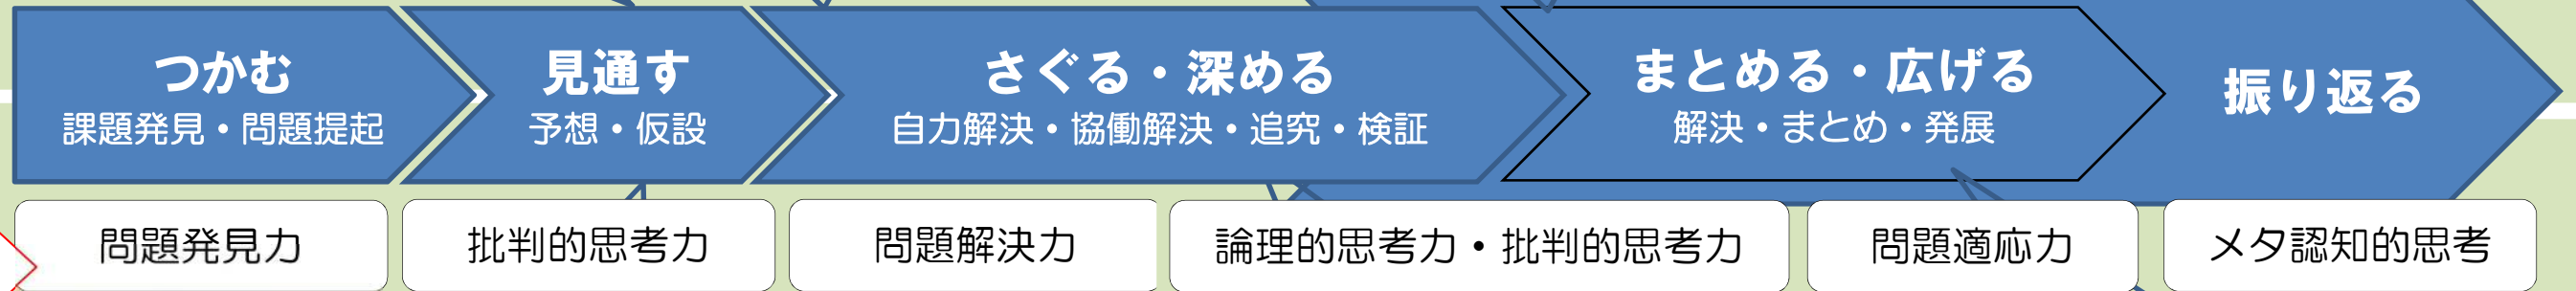 つかむ
課題発見・問題提起
見通す
予想・仮設
さぐる・深める
自力解決・協働解決・追究・検証
まとめる・広げる
解決・まとめ・発展
振り返る
問題発見力
批判的思考力
問題解決力
論理的思考力・批判的思考力
問題適応力
メタ認知的思考